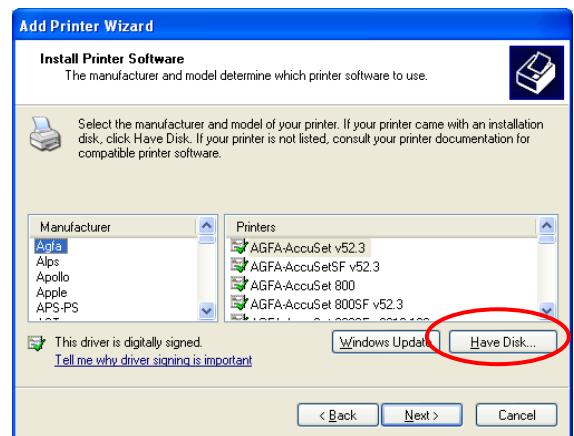 Add Printer Wizard
Install Printer Software
The manufacturer and model determine which printer software to use.
Select the manufacturer and model of your printer. If your printer came with an installation
disk, click Have Disk. If your printer is not listed, consult your printer documentation for
compatible printer software.
Manufacturer
Agfa
Alps
Apollo
Apple
APS-PS
Printers
AGFA-AccuSet v52.3
AGFA-AccuSetSF v52.3
AGFA-AccuSet 800
AGFA-AccuSet 800SF v52.3
This driver is digitally signed.
Tell me why driver signing is important
Windows Update
Have Disk...
< Back
Next >
Cancel